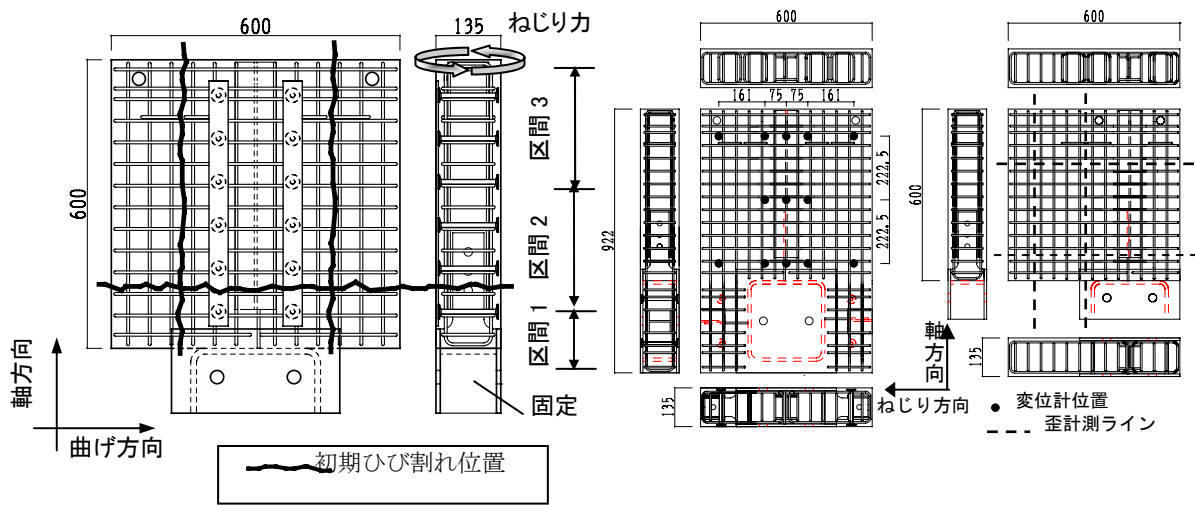 600
135
ねじり力
600
区間 3
区間 2
区間 1
軸方向
曲げ方向
固定
初期ひび割れ位置
600
161
75
75
161
222.5
222.5
922
135
軸方向
ねじり方向
600
600
135
変位計位置
歪計測ライン